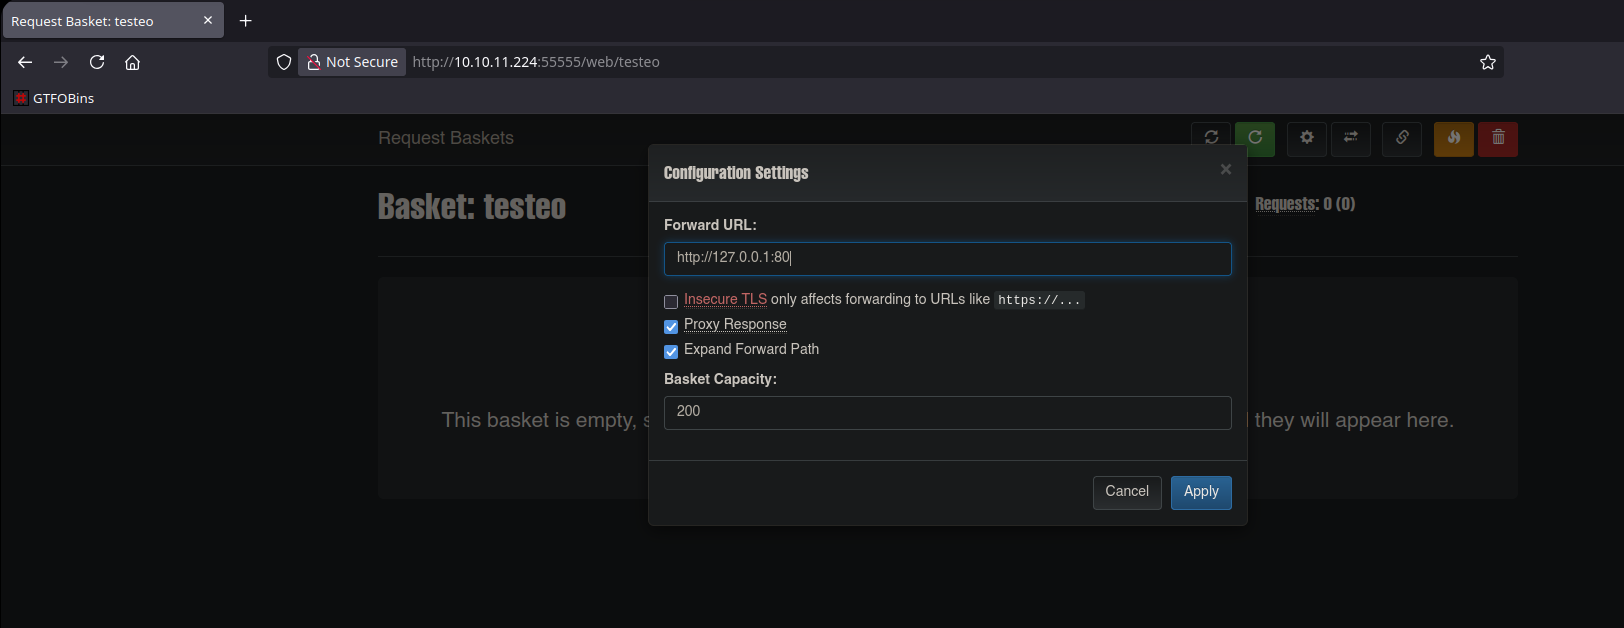 Request Basket: testeo
Not Secure http://10.10.11.224:55555/web/testeo
GTFOBins
Request Baskets
Configuration Settings
Basket: testeo
Requests: 0 (0)
Forward URL:
http://127.0.0.1:80
Insecure TLS only affects forwarding to URLs like https://...
Proxy Response
Expand Forward Path
Basket Capacity:
200
This basket is empty, s
they will appear here.
Cancel Apply